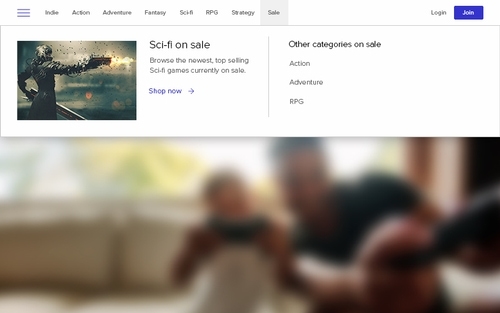 Indie Action Adventure Fantasy Sci-fi RPG Strategy Sale Login Join
Sci-fi on sale
Browse the newest, top selling
Sci-fi games currently on sale.
Shop now
Other categories on sale
Action
Adventure
RPG